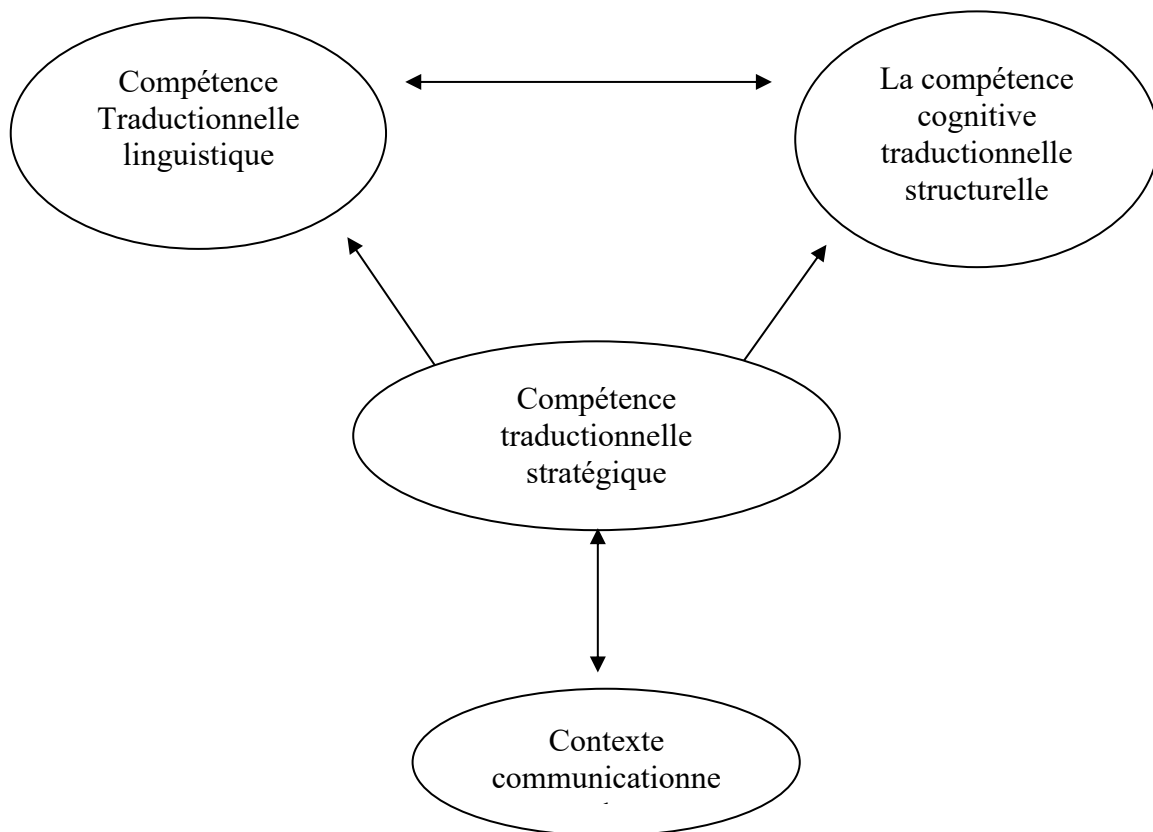 Compétence
Traductionnelle
linguistique
La compétence
cognitive
traductionnelle
structurelle
Compétence
traductionnelle
stratégique
Contexte
communicationne